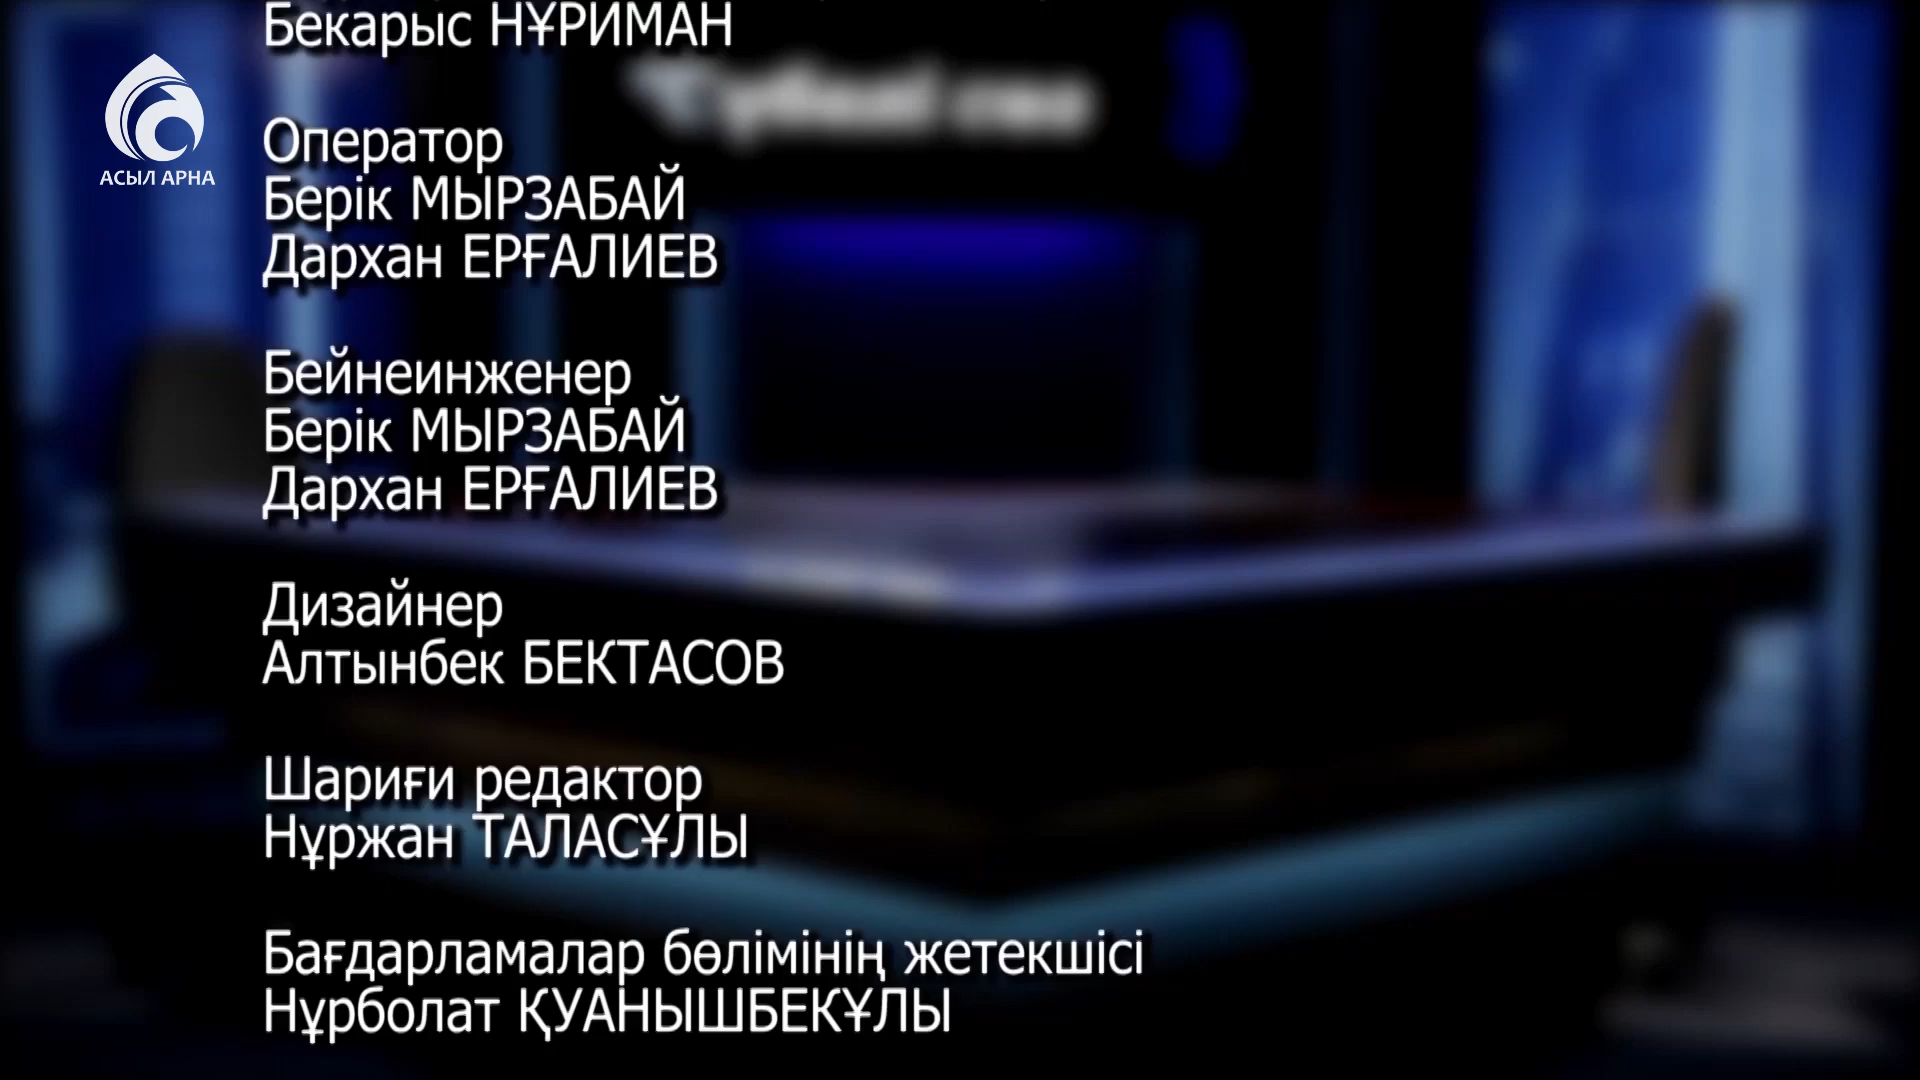 Бекарыс НҰРИМАН
АСЫЛ АРНА
Оператор
Берік МЫРЗАБАЙ
Дархан ЕРҒАЛИЕВ
Бейнеинженер
Берік МЫРЗАБАЙ
Дархан ЕРҒАЛИЕВ
Дизайнер
Алтынбек БЕКТАСОВ
Шариғи редактор
Нұржан ТАЛАСҰЛЫ
Бағдарламалар бөлімінің жетекшісі
Нұрболат ҚУАНЫШБЕКҰЛЫ